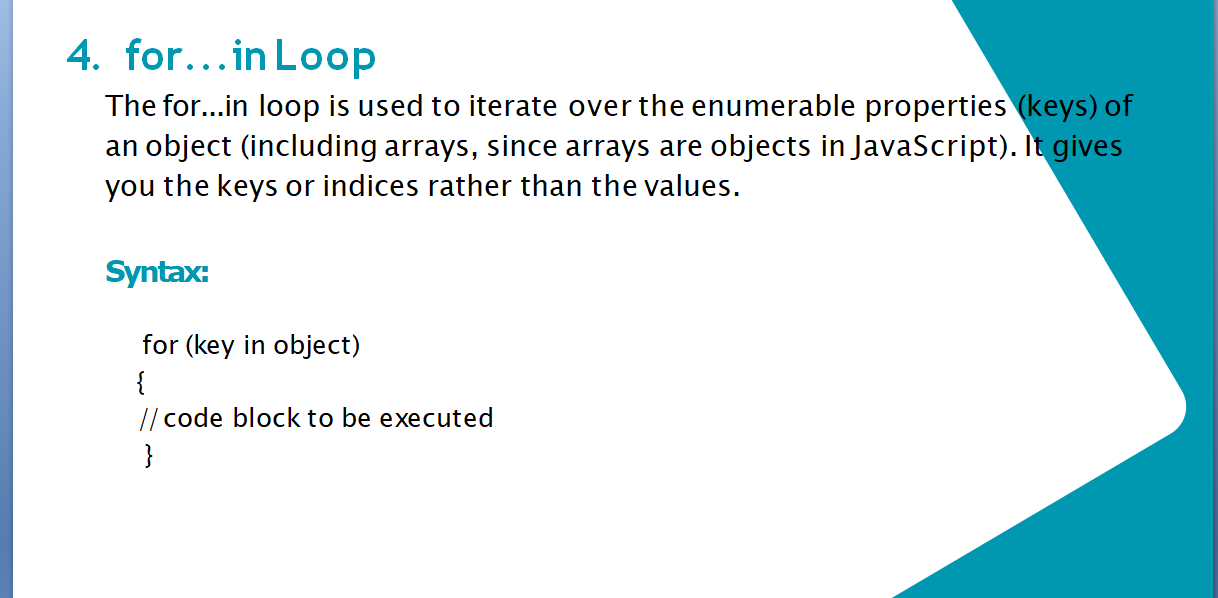 4. for...in Loop
The for...in loop is used to iterate over the enumerable properties (keys) of
an object (including arrays, since arrays are objects in JavaScript). It gives
you the keys or indices rather than the values.
Syntax:
for (key in object)
{
// code block to be executed
}